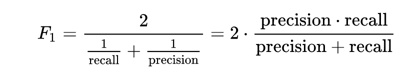 F₁ = 2 / (1/recall + 1/precision) = 2 · (precision · recall) / (precision + recall)